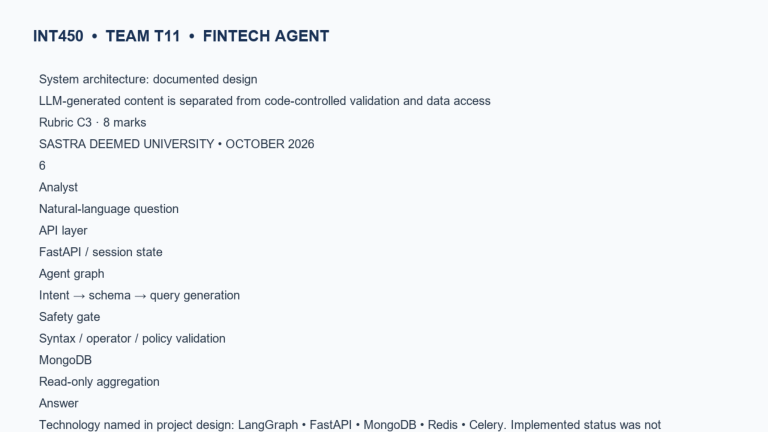 INT450 • TEAM T11 • FINTECH AGENT
System architecture: documented design
LLM-generated content is separated from code-controlled validation and data access
Rubric C3 · 8 marks
SASTRA DEEMED UNIVERSITY • OCTOBER 2026
6
Analyst
Natural-language question
API layer
FastAPI / session state
Agent graph
Intent → schema → query generation
Safety gate
Syntax / operator / policy validation
MongoDB
Read-only aggregation
Answer
Technology named in project design: LangGraph • FastAPI • MongoDB • Redis • Celery. Implemented status was not